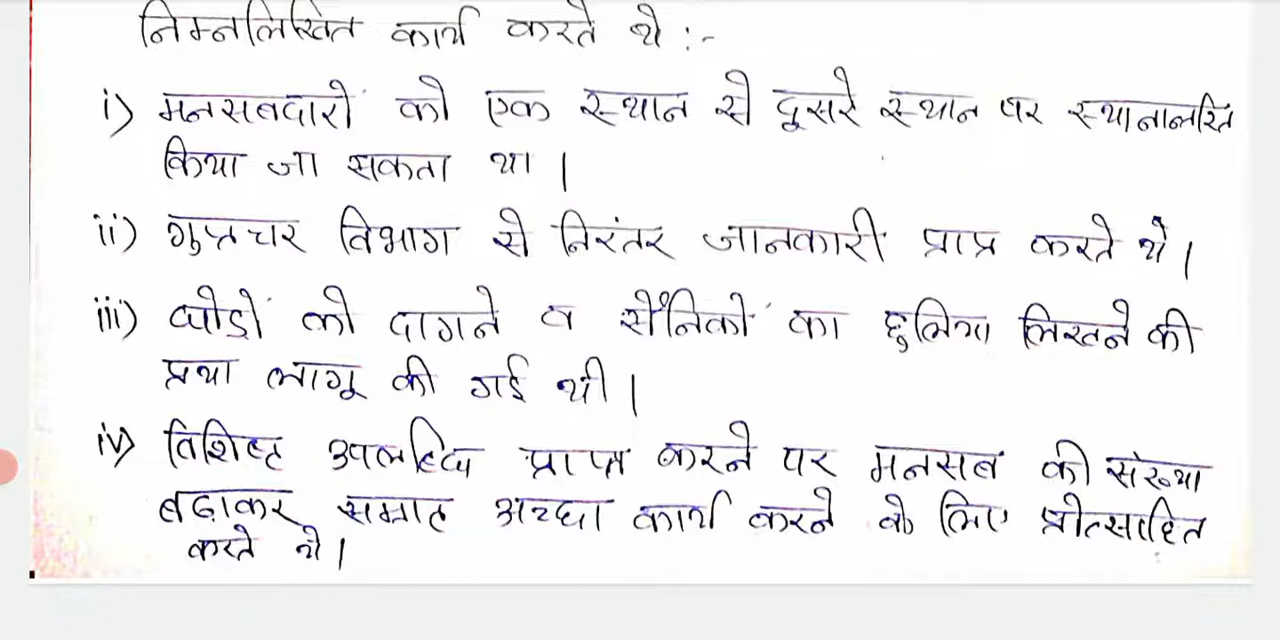 निम्नलिखित कार्य करते थे :-
i) मनसबदारों को एक स्थान से दुसरे स्थान पर स्थानान्तरित
किया जा सकता था |
ii) गुप्तचर विभाग से निरंतर जानकारी प्राप्त करते थे |
iii) घोडों को दागने व सैनिकों का हुलिया लिखने की
प्रथा लागू की गई थी |
iv) विशिष्ट उपलब्धि प्राप्त करने पर मनसब की संख्या
बढ़ाकर सम्राट अच्छा कार्य करने के लिए प्रोत्साहित
करते थे |